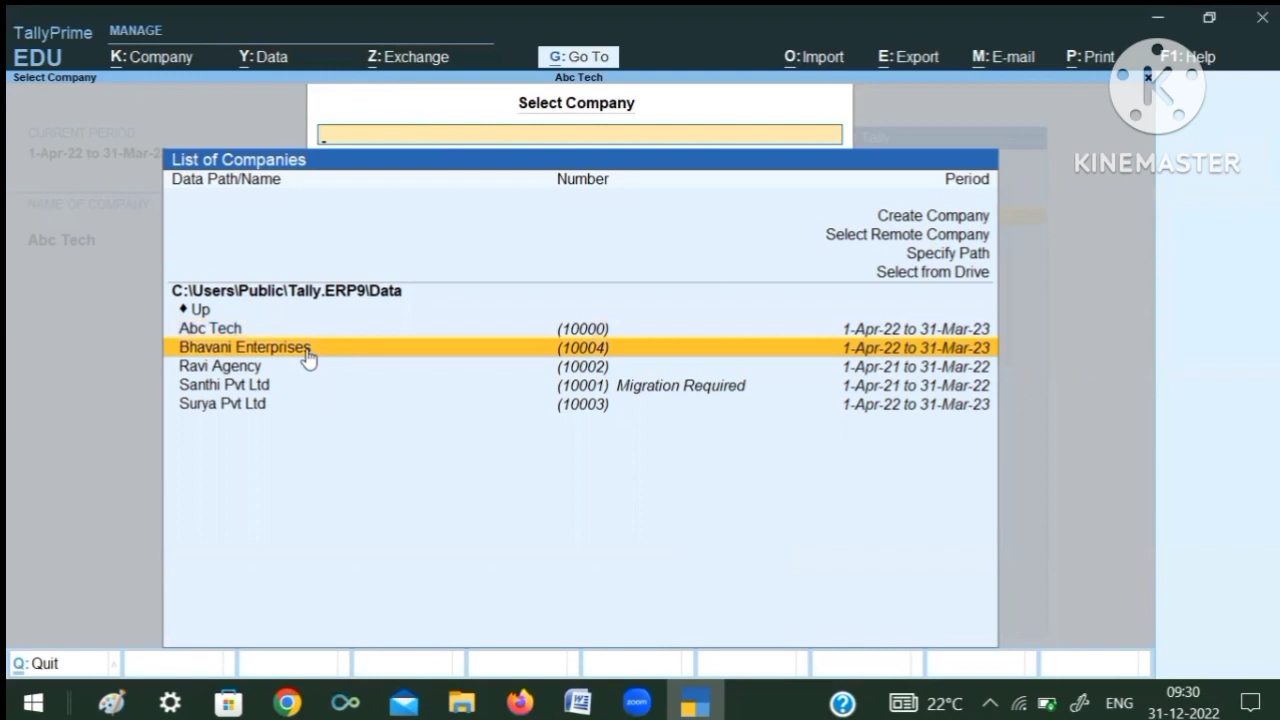 TallyPrime
EDU
MANAGE
K: Company
Y: Data
Z: Exchange
G: Go To
O: Import
E: Export
M: E-mail
P: Print
F1: Help
Select Company
Abc Tech
Select Company
CURRENT PERIOD
1-Apr-22 to 31-Mar-2
NAME OF COMPANY
Abc Tech
KINEMASTER
List of Companies
Data Path/Name Number Period
Create Company
Select Remote Company
Specify Path
Select from Drive
C:\Users\Public\Tally.ERP9\Data
♦ Up
Abc Tech (10000) 1-Apr-22 to 31-Mar-23
Bhavani Enterprises (10004) 1-Apr-22 to 31-Mar-23
Ravi Agency (10002) 1-Apr-21 to 31-Mar-22
Santhi Pvt Ltd (10001) Migration Required 1-Apr-21 to 31-Mar-22
Surya Pvt Ltd (10003) 1-Apr-22 to 31-Mar-23
Q: Quit
zoom
22°C
ENG
09:30
31-12-2022